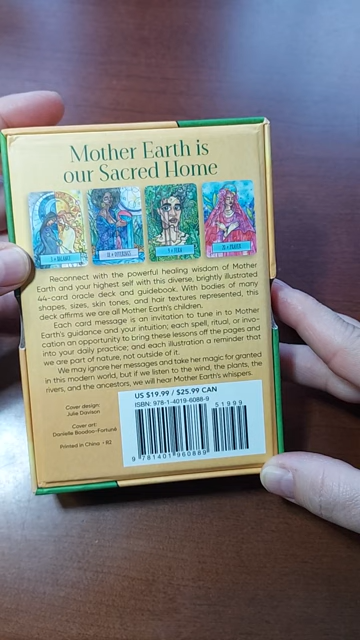 Mother Earth is
our Sacred Home
Reconnect with the powerful healing wisdom of Mother
Earth and your highest self with this diverse, brightly illustrated
44-card oracle deck and guidebook. With bodies of many
shapes, sizes, skin tones, and hair textures represented, this
deck affirms we are all Mother Earth's children.
Each card message is an invitation to tune in to Mother
Earth's guidance and your intuition; each spell, ritual, or invo-
cation an opportunity to bring these lessons off the pages and
into your daily practice; and each illustration a reminder that
we are part of nature, not outside of it.
We may ignore her messages and take her magic for granted
in this modern world, but if we listen to the wind, the plants, the
rivers, and the ancestors, we will hear Mother Earth's whispers.
Cover design:
Julie Davison
Cover art:
Danielle Boodoo-Fortuné
Printed in China • R2
US $19.99 / $25.99 CAN
ISBN: 978-1-4019-6088-9
51999
9 781401 960889